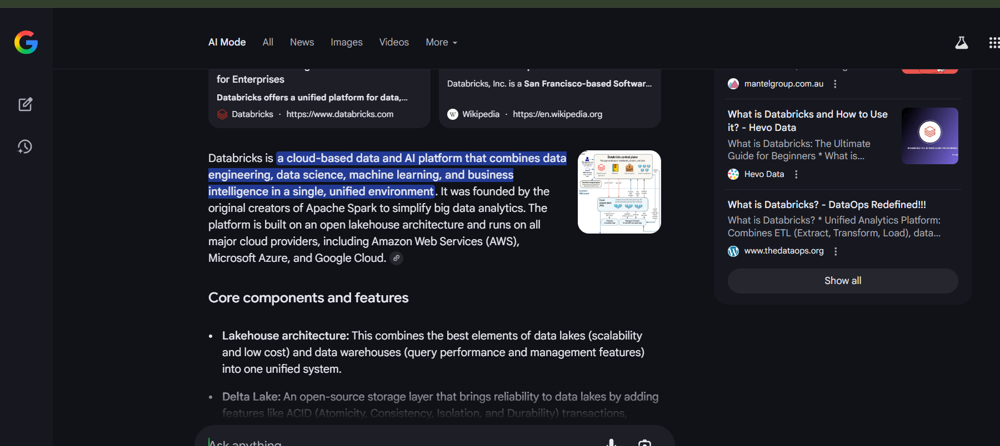 AI Mode All News Images Videos More
for Enterprises
Databricks offers a unified platform for data,...
Databricks · https://www.databricks.com
Databricks, Inc. is a San Francisco-based Softwar...
Wikipedia · https://en.wikipedia.org
Databricks is a cloud-based data and AI platform that combines data
engineering, data science, machine learning, and business
intelligence in a single, unified environment. It was founded by the
original creators of Apache Spark to simplify big data analytics. The
platform is built on an open lakehouse architecture and runs on all
major cloud providers, including Amazon Web Services (AWS),
Microsoft Azure, and Google Cloud.
Databricks control plane
Core components and features
• Lakehouse architecture: This combines the best elements of data lakes (scalability
and low cost) and data warehouses (query performance and management features)
into one unified system.
• Delta Lake: An open-source storage layer that brings reliability to data lakes by adding
features like ACID (Atomicity, Consistency, Isolation, and Durability) transactions,
Ask anything
mantelgroup.com.au
What is Databricks and How to Use
it? - Hevo Data
What is Databricks: The Ultimate
Guide for Beginners * What is...
Hevo Data
What is Databricks? - DataOps Redefined!!!
What is Databricks? * Unified Analytics Platform:
Combines ETL (Extract, Transform, Load), data...
www.thedataops.org
Show all